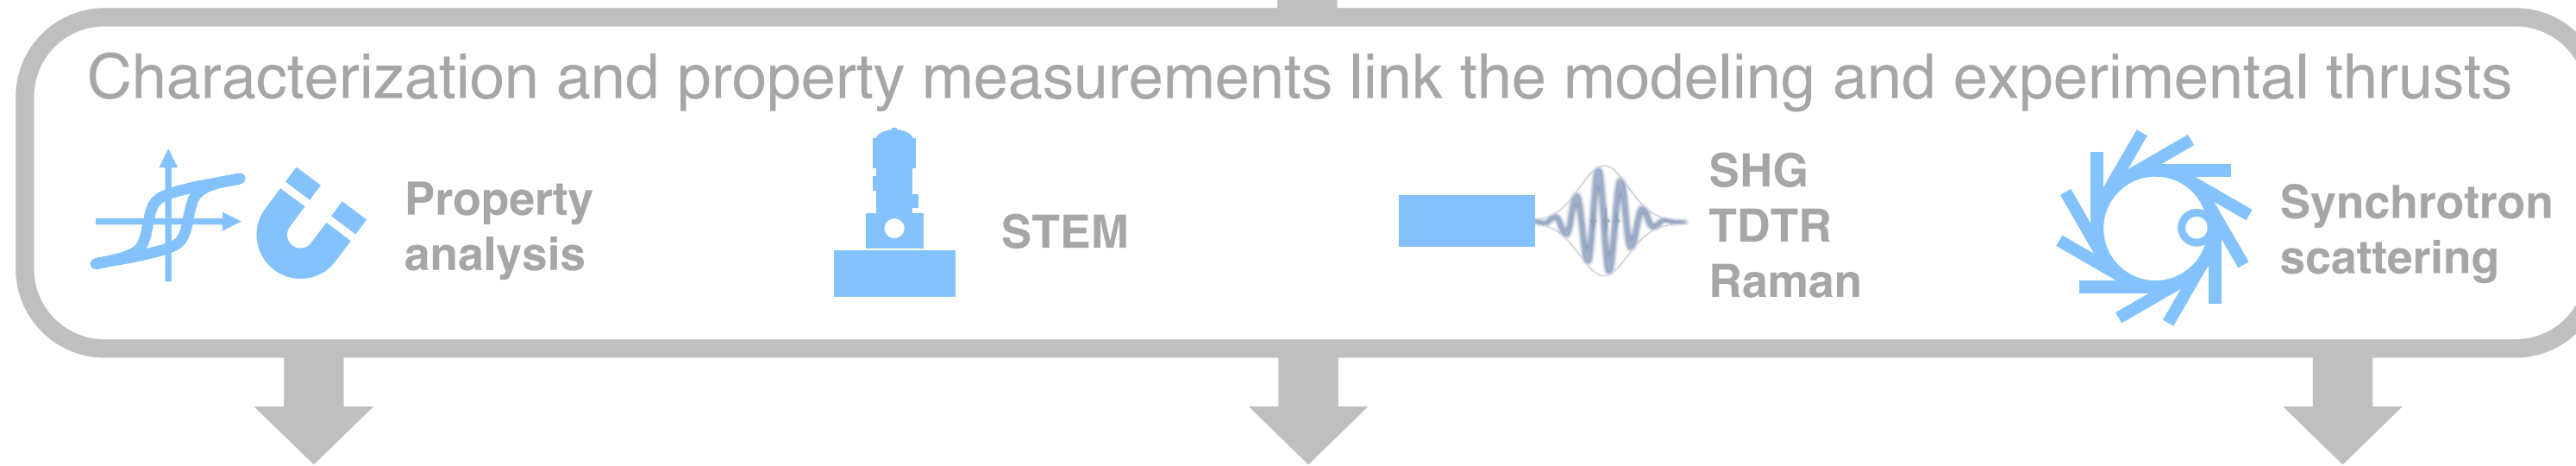 Characterization and property measurements link the modeling and experimental thrusts
Property
analysis
STEM
SHG
TDTR
Raman
Synchrotron
scattering